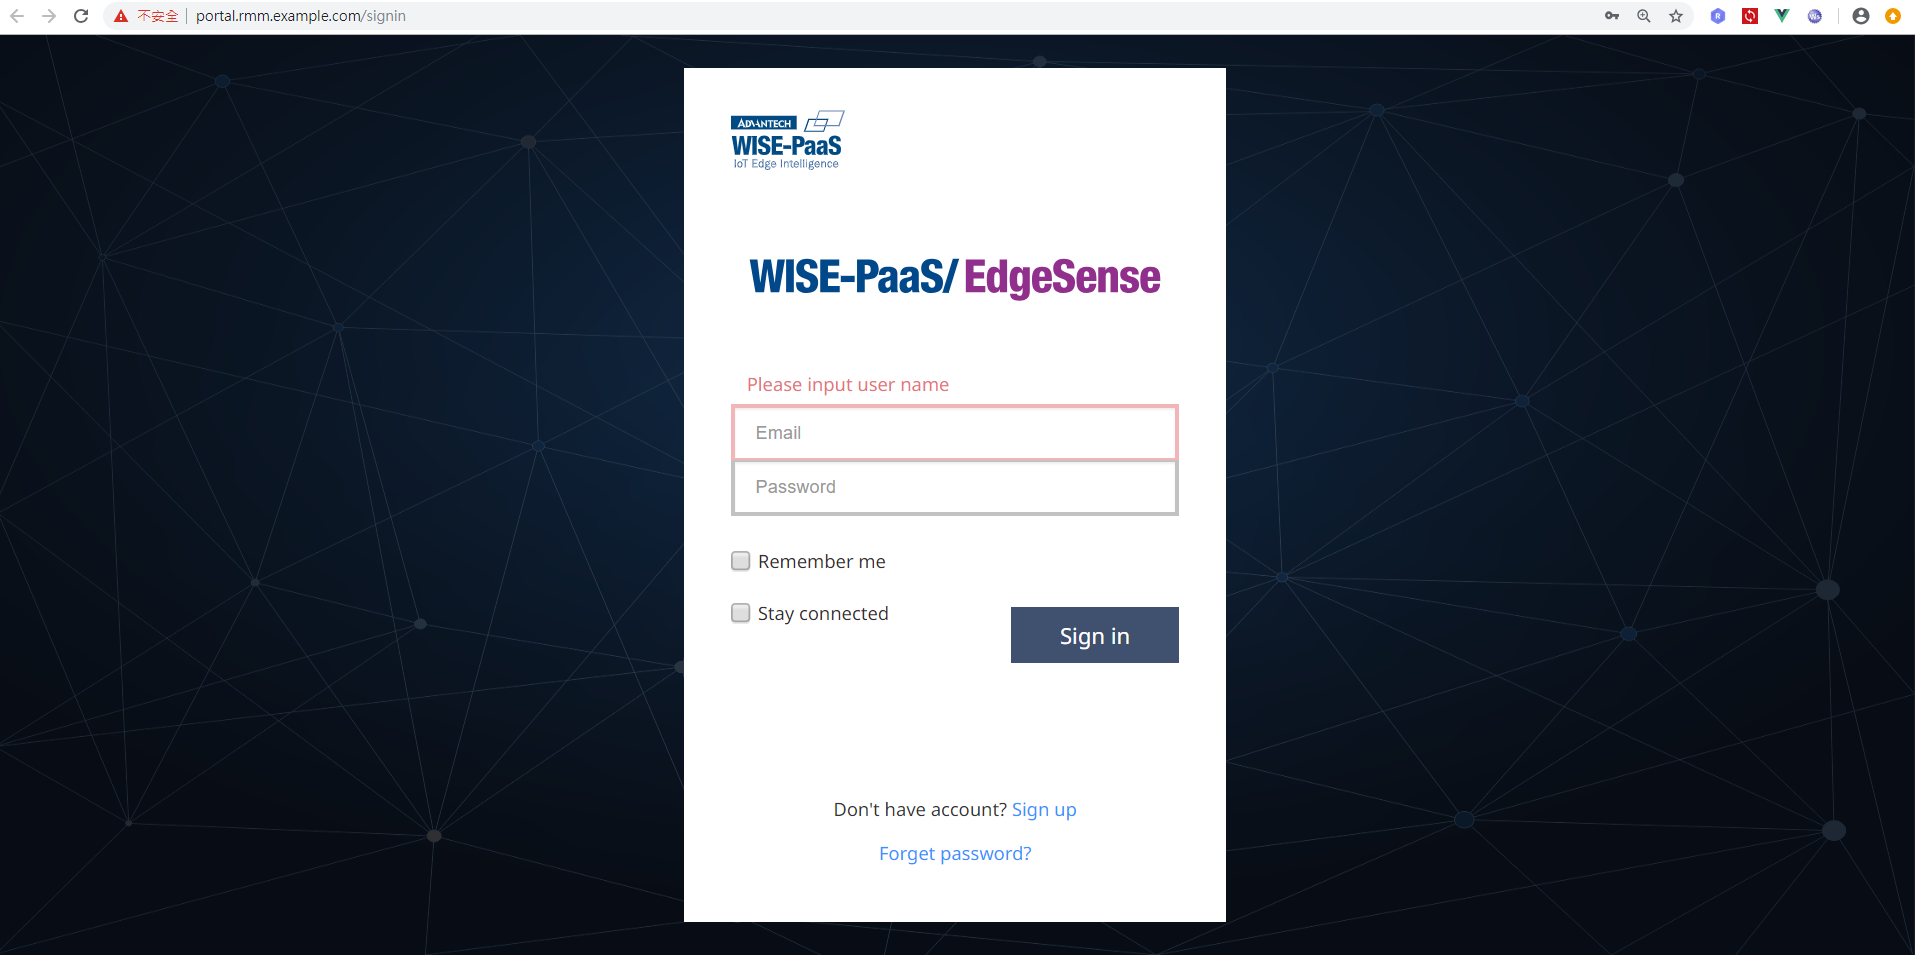 不安全 portal.rmm.example.com/signin
ADVANTECH
WISE-PaaS
IoT Edge Intelligence
WISE-PaaS/EdgeSense
Please input user name
Email
Password
Remember me
Stay connected
Sign in
Don't have account? Sign up
Forget password?